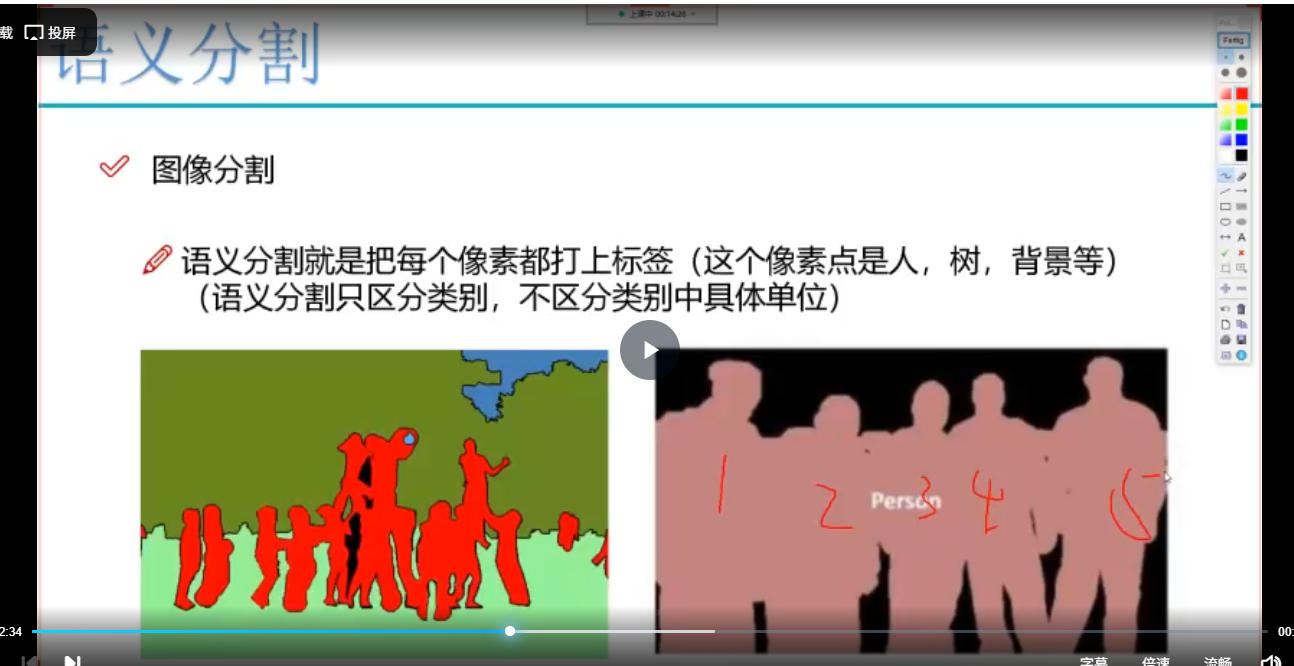 载 投屏
上课中 00:14:26
语义分割
Fertig
图像分割
语义分割就是把每个像素都打上标签（这个像素点是人，树，背景等）
（语义分割只区分类别，不区分类别中具体单位）
Person
1 2 3 4 5
2:34
00:
字幕 倍速 流畅